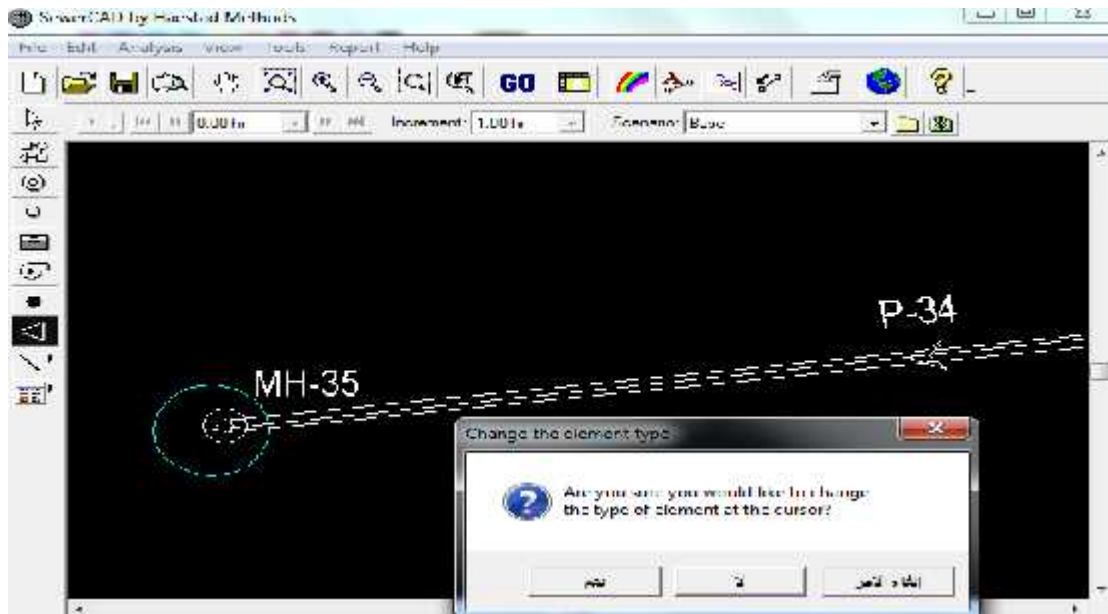 SewerCAD by Haestad Methods
File Edit Analysis View Tools Report Help
GO
0.00 hr Increment: 1.00 hr Scenario: Base
P-34
MH-35
Change the element type
Are you sure you would like to change
the type of element at the cursor?
نعم لا إلغاء الأمر